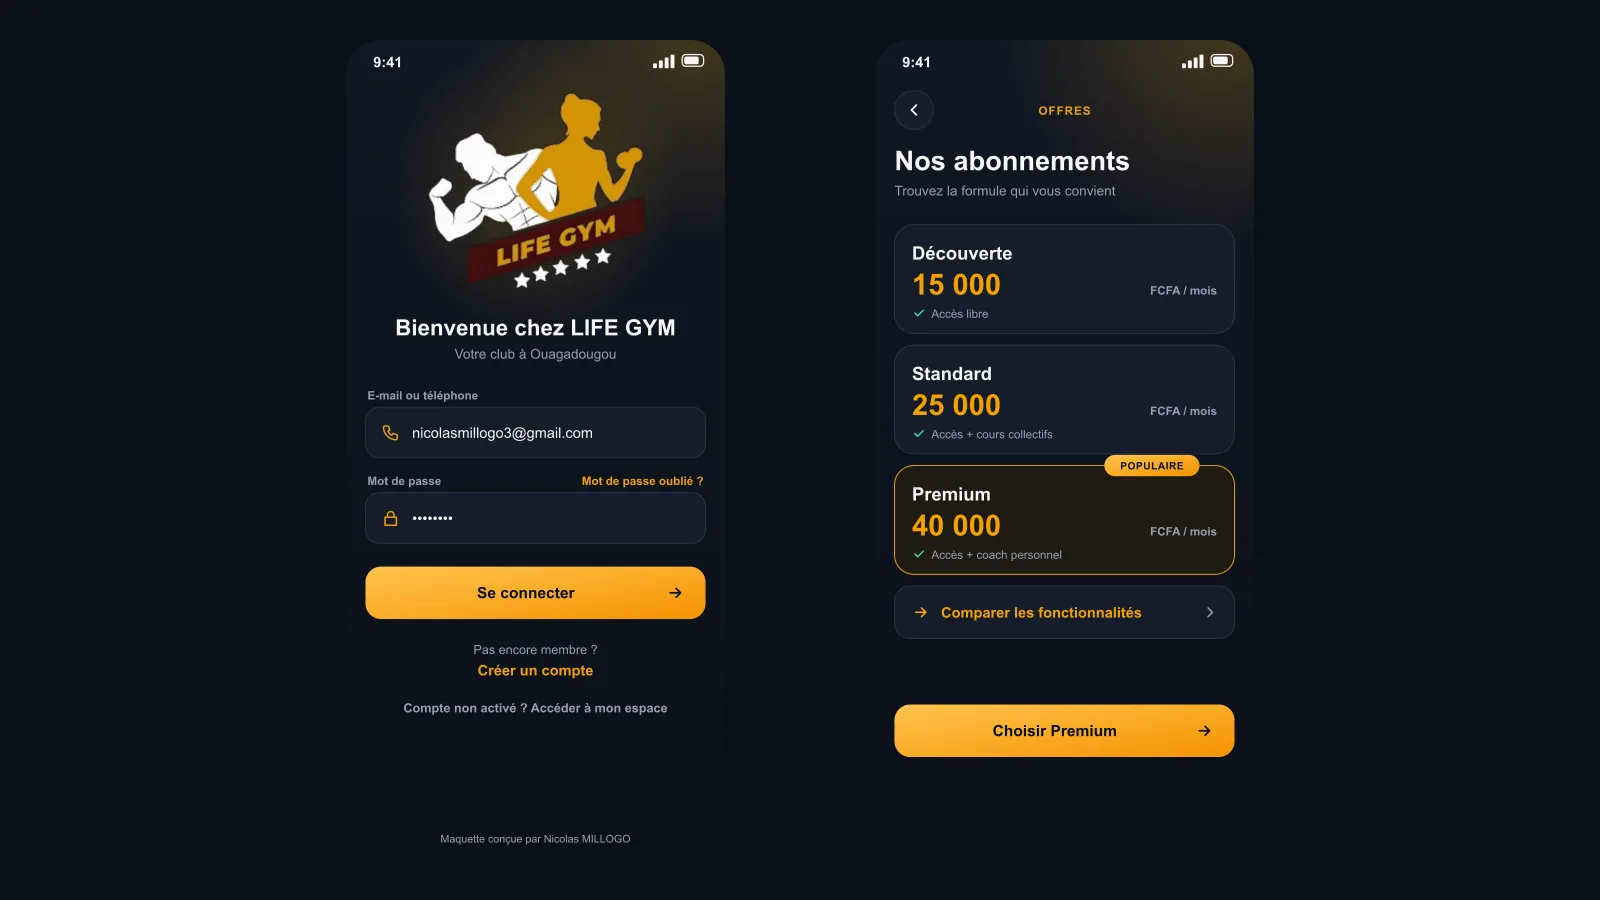 9:41
LIFE GYM
Bienvenue chez LIFE GYM
Votre club à Ouagadougou
E-mail ou téléphone
nicolasmillogo3@gmail.com
Mot de passe
Mot de passe oublié ?
••••••••
Se connecter
Pas encore membre ?
Créer un compte
Compte non activé ? Accéder à mon espace
Maquette conçue par Nicolas MILLOGO
9:41
OFFRES
Nos abonnements
Trouvez la formule qui vous convient
Découverte
15 000
FCFA / mois
Accès libre
Standard
25 000
FCFA / mois
Accès + cours collectifs
POPULAIRE
Premium
40 000
FCFA / mois
Accès + coach personnel
Comparer les fonctionnalités
Choisir Premium